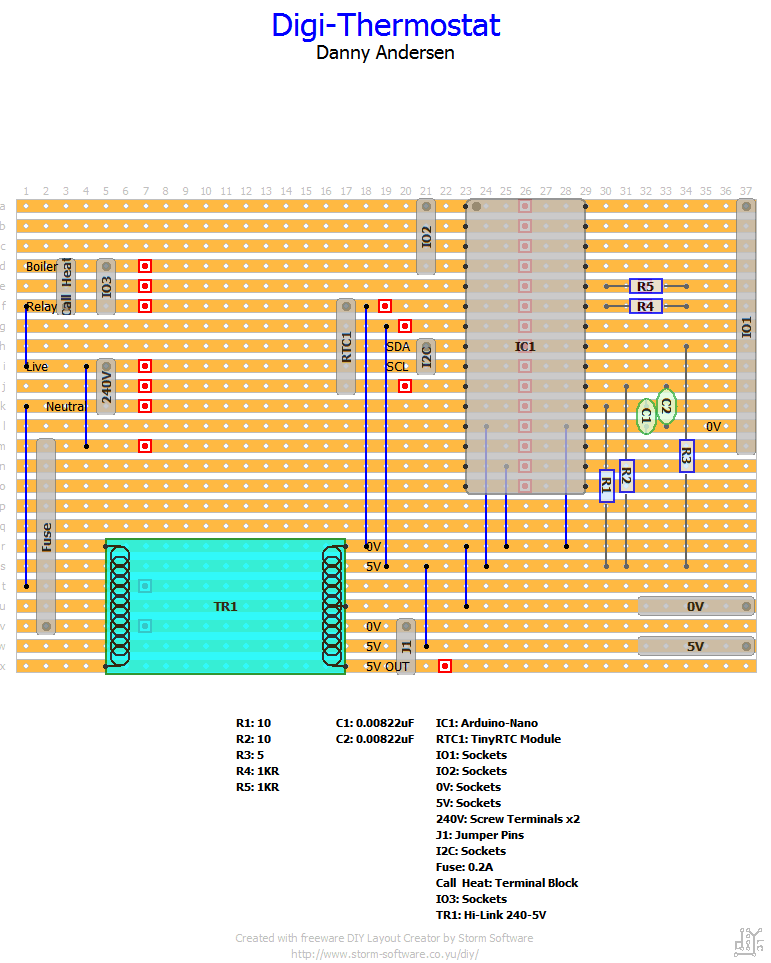 Digi-Thermostat
Danny Andersen
1 2 3 4 5 6 7 8 9 10 11 12 13 14 15 16 17 18 19 20 21 22 23 24 25 26 27 28 29 30 31 32 33 34 35 36 37
a
b
IO2
c
d Boiler
Call Heat
IO3
e R5
f Relay R4
g
RTC1
h SDA
I2C
IC1
IO1
i Live SCL
240V
j
k Neutra
C1
C2
l 0V
m
n
R3
o
R1
R2
p
q
Fuse
r 0V
s 5V
t
u TR1 0V
v 0V
J1
w 5V 5V
x 5V OUT
R1: 10 C1: 0.00822uF IC1: Arduino-Nano
R2: 10 C2: 0.00822uF RTC1: TinyRTC Module
R3: 5 IO1: Sockets
R4: 1KR IO2: Sockets
R5: 1KR 0V: Sockets
5V: Sockets
240V: Screw Terminals x2
J1: Jumper Pins
I2C: Sockets
Fuse: 0.2A
Call Heat: Terminal Block
IO3: Sockets
TR1: Hi-Link 240-5V
Created with freeware DIY Layout Creator by Storm Software
http://www.storm-software.co.yu/diy/
DIY LC